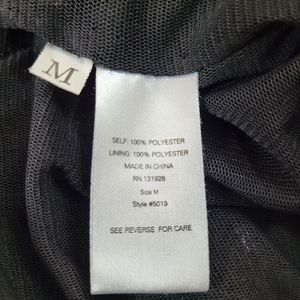 M
SELF: 100% POLYESTER
LINING: 100% POLYESTER
MADE IN CHINA
RN 131926
Size M
Style #5019
SEE REVERSE FOR CARE